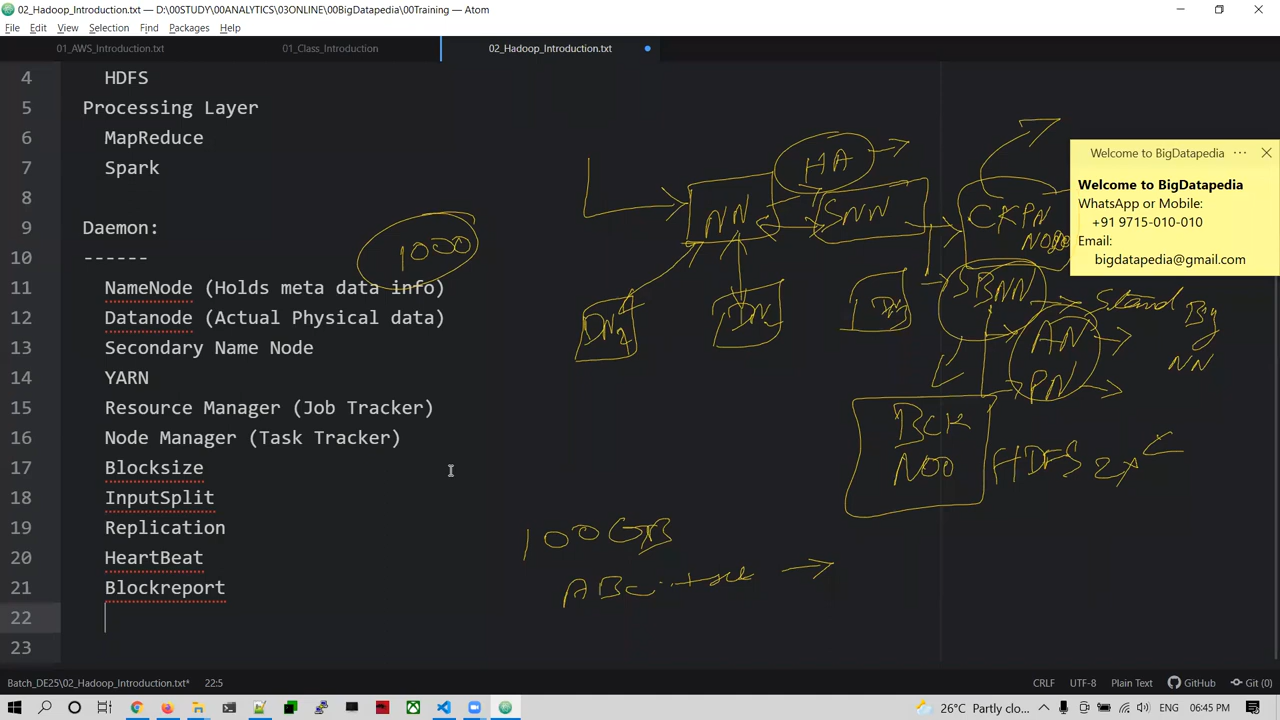 02_Hadoop_Introduction.txt — D:\00STUDY\00ANALYTICS\03ONLINE\00BigDatapedia\00Training — Atom
File Edit View Selection Find Packages Help
01_AWS_Introduction.txt 01_Class_Introduction 02_Hadoop_Introduction.txt
4 HDFS
5 Processing Layer
6 MapReduce
7 Spark
8
9 Daemon:
10 ------
11 NameNode (Holds meta data info)
12 Datanode (Actual Physical data)
13 Secondary Name Node
14 YARN
15 Resource Manager (Job Tracker)
16 Node Manager (Task Tracker)
17 Blocksize
18 InputSplit
19 Replication
20 HeartBeat
21 Blockreport
22
23
1000
HA
NN SNN CKPN
NODE
DN DN DN SBNN Stand By
NN
AN
PN
BCK
NOD
HDFS 2x
100GB
Welcome to BigDatapedia
Welcome to BigDatapedia
WhatsApp or Mobile:
+91 9715-010-010
Email:
bigdatapedia@gmail.com
Batch_DE25\02_Hadoop_Introduction.txt* 22:5 CRLF UTF-8 Plain Text GitHub Git (0)
26°C Partly clo... ENG 06:45 PM